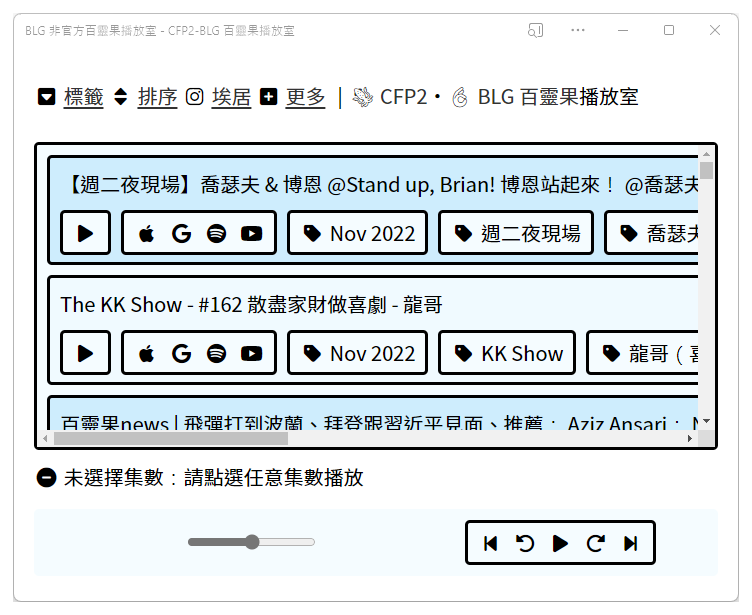 BLG 非官方百靈果播放室 - CFP2-BLG 百靈果播放室
標籤 排序 埃居 更多 | CFP2 • BLG 百靈果播放室
【週二夜現場】喬瑟夫 & 博恩 @Stand up, Brian! 博恩站起來！ @喬瑟夫
Nov 2022 週二夜現場 喬瑟夫
The KK Show - #162 散盡家財做喜劇 - 龍哥
Nov 2022 KK Show 龍哥（喜
百靈果news | 飛彈打到波蘭、拜登跟習近平見面、推薦： Aziz Ansari： N
未選擇集數：請點選任意集數播放